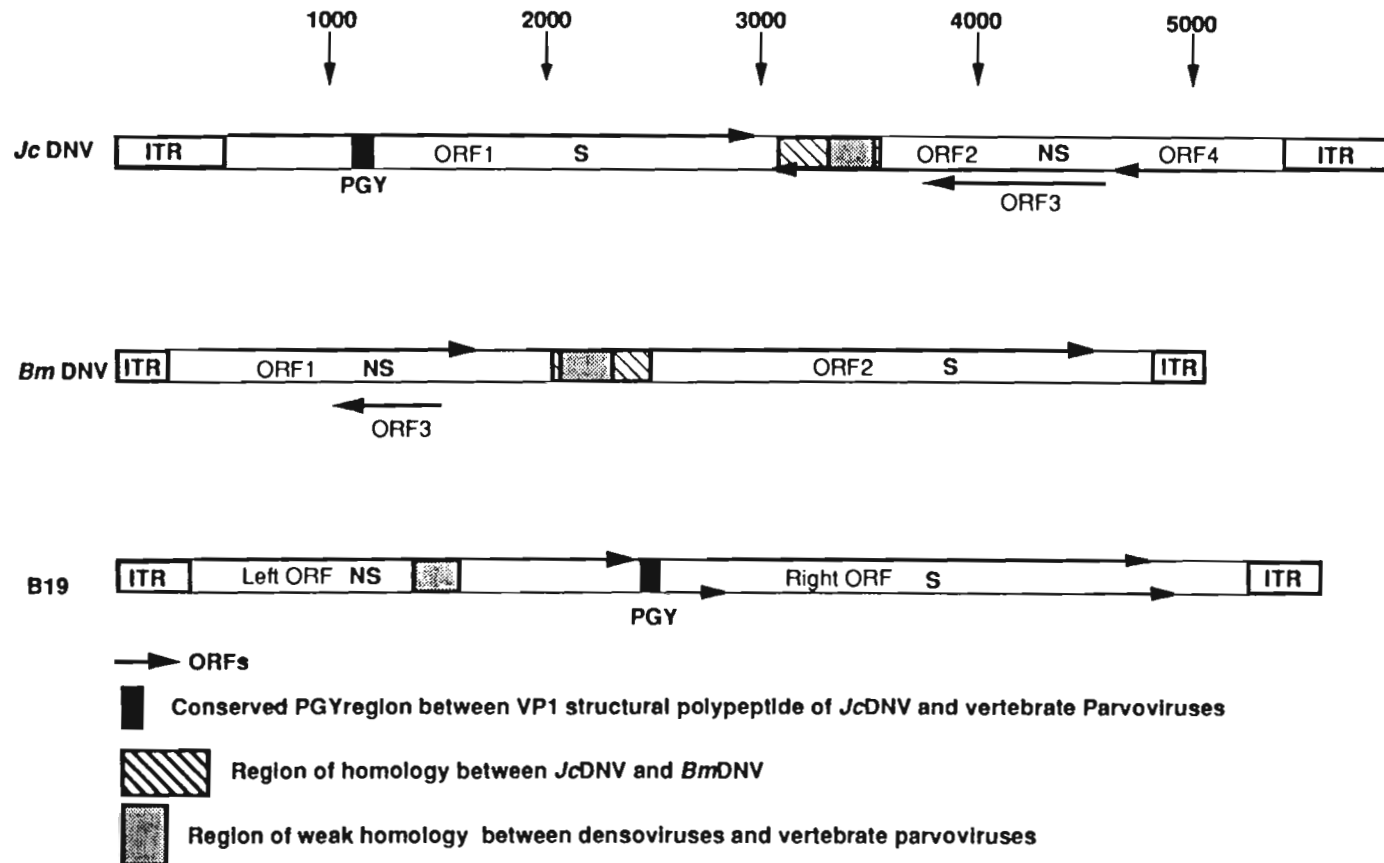 1000 2000 3000 4000 5000
Jc DNV ITR ORF1 S ORF2 NS ORF4 ITR
PGY
ORF3
Bm DNV ITR ORF1 NS ORF2 S ITR
ORF3
B19 ITR Left ORF NS Right ORF S ITR
PGY
ORFs
Conserved PGYregion between VP1 structural polypeptide of JcDNV and vertebrate Parvoviruses
Region of homology between JcDNV and BmDNV
Region of weak homology between densoviruses and vertebrate parvoviruses